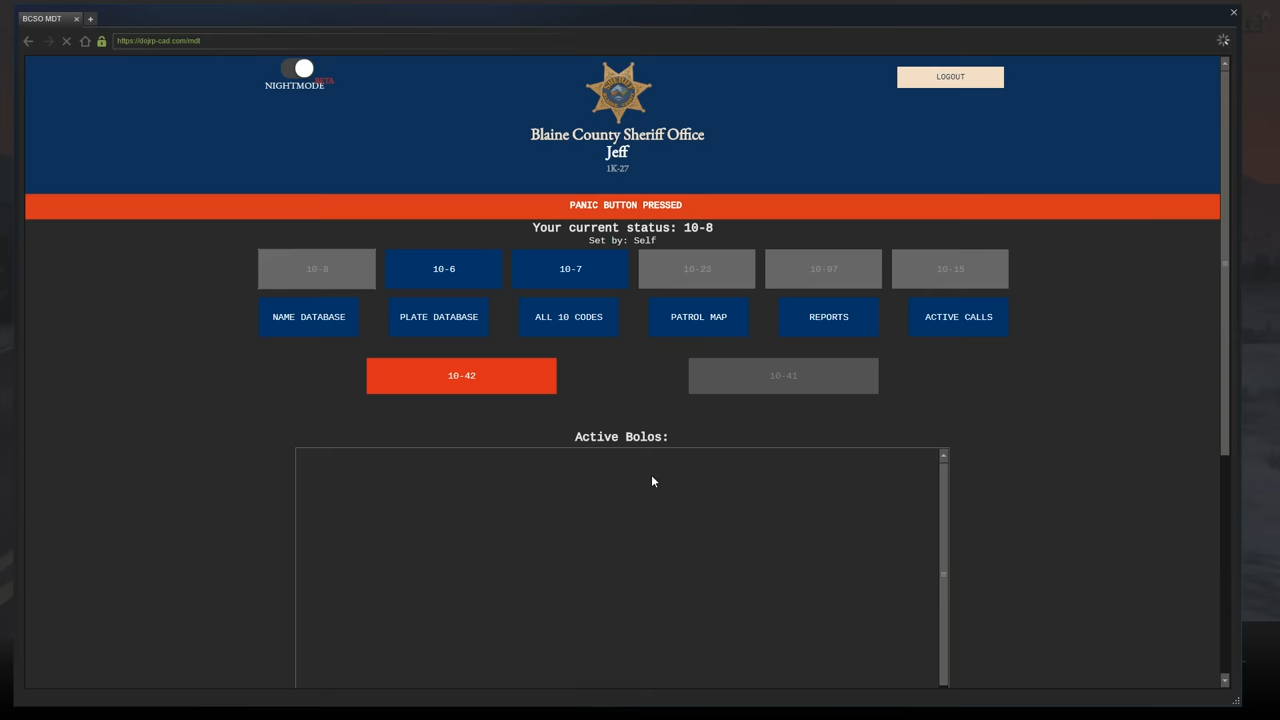 BCSO MDT
https://dojrp-cad.com/mdt
NIGHTMODE BETA
LOGOUT
Blaine County Sheriff Office
Jeff
1K-27
PANIC BUTTON PRESSED
Your current status: 10-8
Set by: Self
10-8 10-6 10-7 10-23 10-97 10-15
NAME DATABASE PLATE DATABASE ALL 10 CODES PATROL MAP REPORTS ACTIVE CALLS
10-42 10-41
Active Bolos: